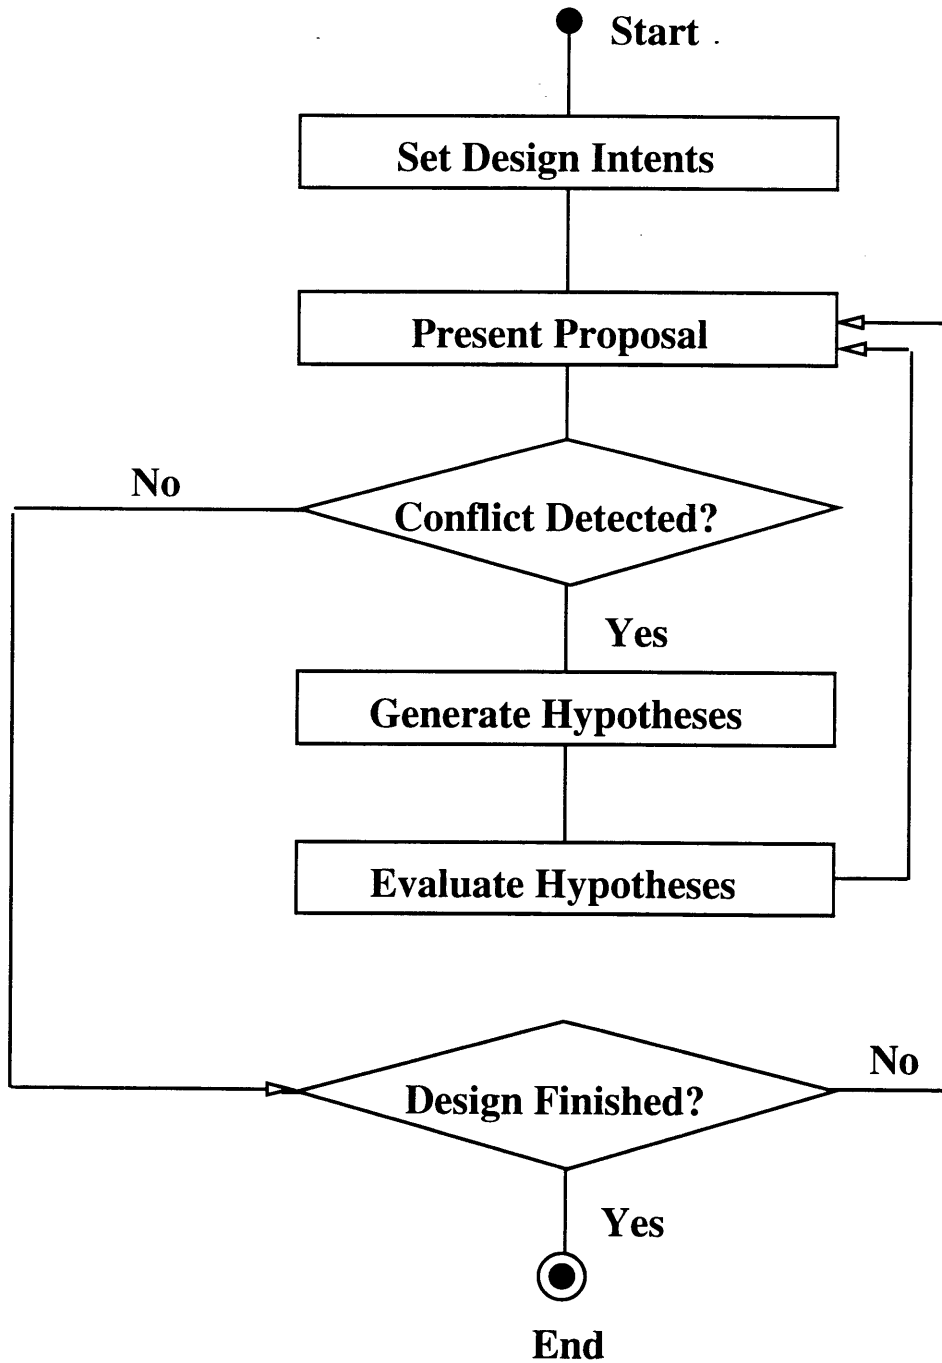 Start
Set Design Intents
Present Proposal
No
Conflict Detected?
Yes
Generate Hypotheses
Evaluate Hypotheses
No
Design Finished?
Yes
End